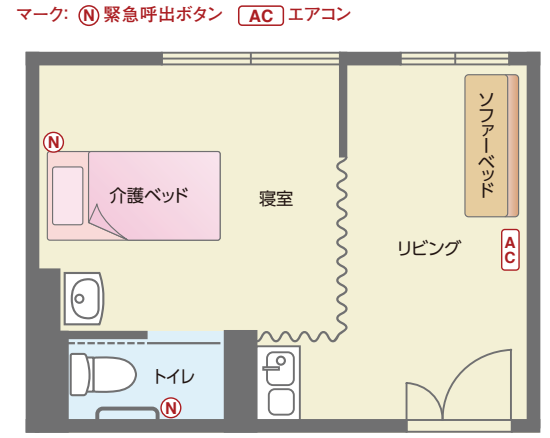 マーク: N 緊急呼出ボタン AC エアコン
N
介護ベッド
寝室
ソファーベッド
リビング
AC
トイレ
N